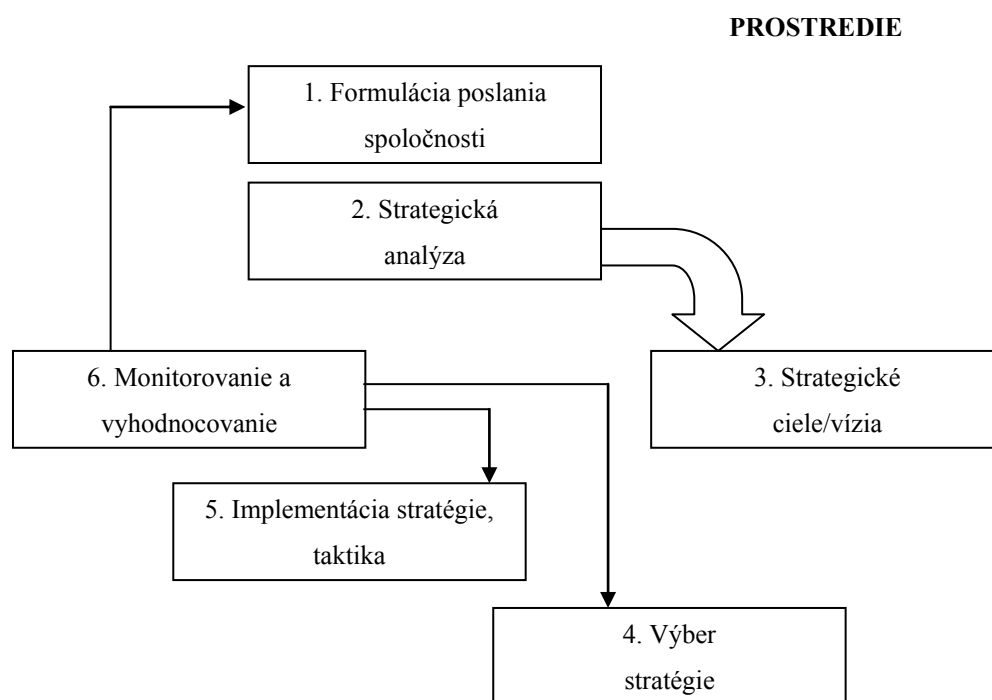 PROSTREDIE
1. Formulácia poslania
spoločnosti
2. Strategická
analýza
6. Monitorovanie a
vyhodnocovanie
3. Strategické
ciele/vízia
5. Implementácia stratégie,
taktika
4. Výber
stratégie